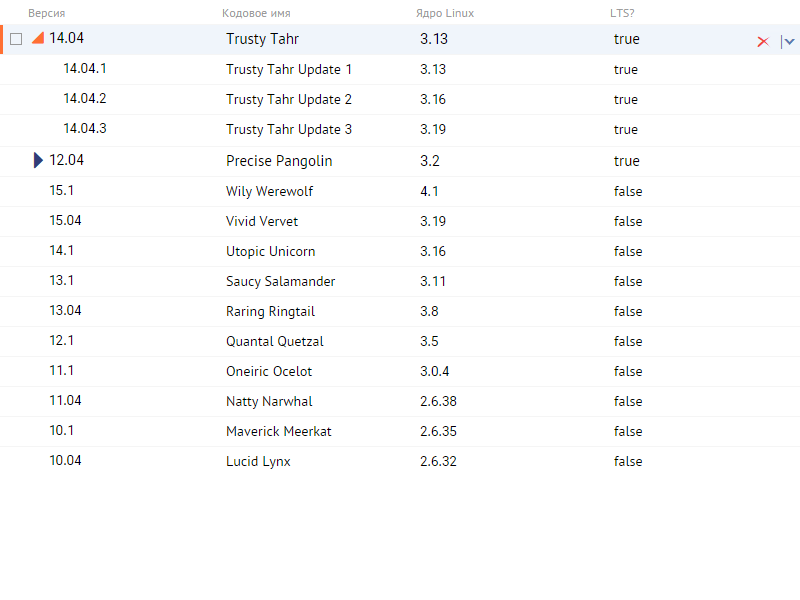 Версия Кодовое имя Ядро Linux LTS?
14.04 Trusty Tahr 3.13 true
14.04.1 Trusty Tahr Update 1 3.13 true
14.04.2 Trusty Tahr Update 2 3.16 true
14.04.3 Trusty Tahr Update 3 3.19 true
12.04 Precise Pangolin 3.2 true
15.1 Wily Werewolf 4.1 false
15.04 Vivid Vervet 3.19 false
14.1 Utopic Unicorn 3.16 false
13.1 Saucy Salamander 3.11 false
13.04 Raring Ringtail 3.8 false
12.1 Quantal Quetzal 3.5 false
11.1 Oneiric Ocelot 3.0.4 false
11.04 Natty Narwhal 2.6.38 false
10.1 Maverick Meerkat 2.6.35 false
10.04 Lucid Lynx 2.6.32 false